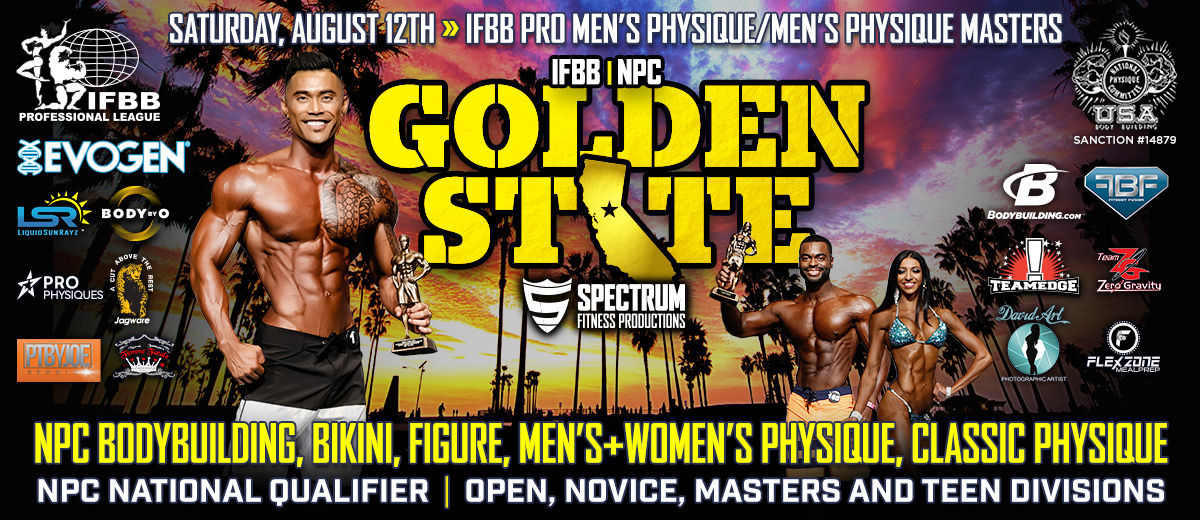 SATURDAY, AUGUST 12TH » IFBB PRO MEN'S PHYSIQUE/MEN'S PHYSIQUE MASTERS
IFBB | NPC
GOLDEN
STATE
SPECTRUM
FITNESS PRODUCTIONS
IFBB
PROFESSIONAL LEAGUE
EVOGEN®
LSR
LIQUIDSUNRAYZ
BODY BY O
PRO
PHYSIQUES
A CUT ABOVE THE REST
Jagware
PTBYJOE
STUDIO
NATIONAL
PHYSIQUE
COMMITTEE
USA
BODY BUILDING
SANCTION #14879
B
BODYBUILDING.COM
FBF
FITBODY FUSION
TEAMEDGE
Team
ZG
Zero Gravity
David Art
PHOTOGRAPHIC ARTIST
F
FLEXZONE
MEALPREP
1
NPC BODYBUILDING, BIKINI, FIGURE, MEN'S+WOMEN'S PHYSIQUE, CLASSIC PHYSIQUE
NPC NATIONAL QUALIFIER | OPEN, NOVICE, MASTERS AND TEEN DIVISIONS